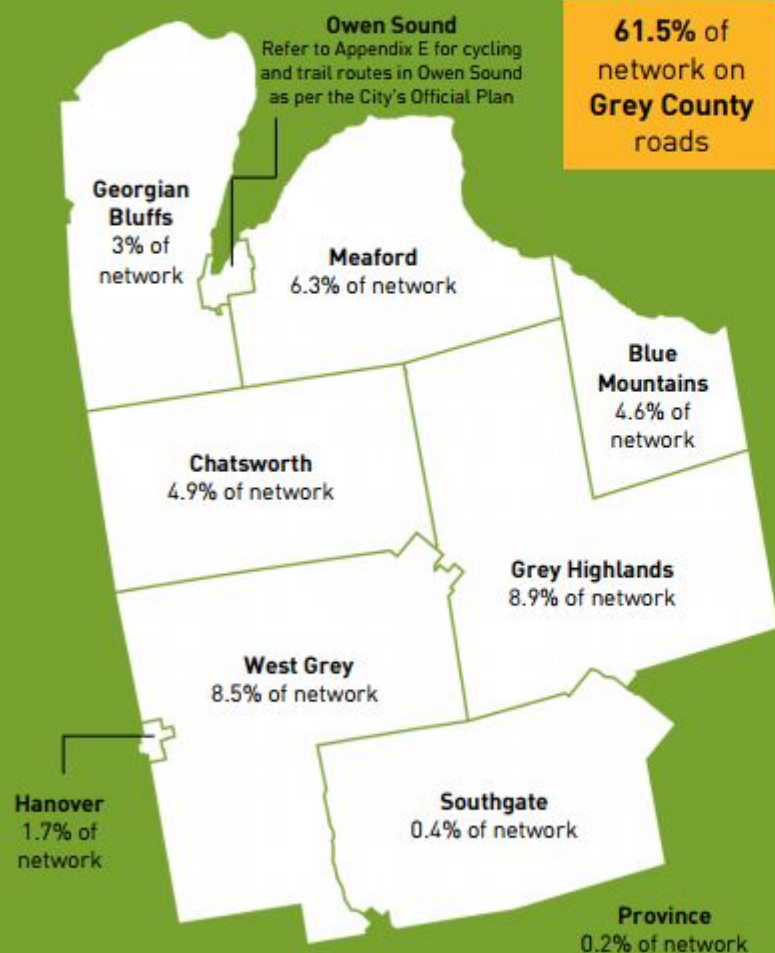 Owen Sound
Refer to Appendix E for cycling
and trail routes in Owen Sound
as per the City's Official Plan
61.5% of
network on
Grey County
roads
Georgian
Bluffs
3% of
network
Meaford
6.3% of network
Blue
Mountains
4.6% of
network
Chatsworth
4.9% of network
Grey Highlands
8.9% of network
West Grey
8.5% of network
Hanover
1.7% of
network
Southgate
0.4% of network
Province
0.2% of network